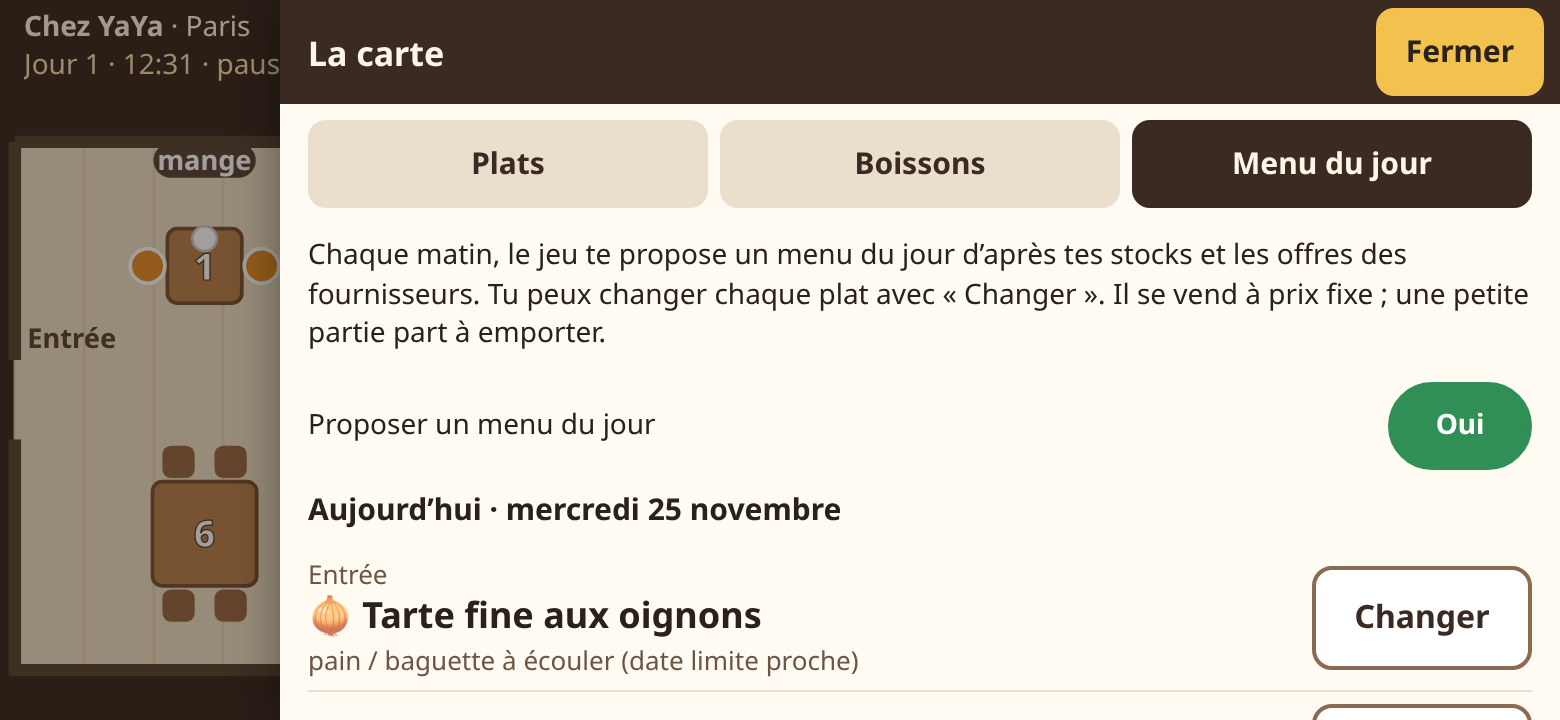 Chez YaYa · Paris
Jour 1 · 12:31 · paus
mange
1
Entrée
6
La carte
Fermer
Plats
Boissons
Menu du jour
Chaque matin, le jeu te propose un menu du jour d’après tes stocks et les offres des
fournisseurs. Tu peux changer chaque plat avec « Changer ». Il se vend à prix fixe ; une petite
partie part à emporter.
Proposer un menu du jour
Oui
Aujourd’hui · mercredi 25 novembre
Entrée
Tarte fine aux oignons
Changer
pain / baguette à écouler (date limite proche)